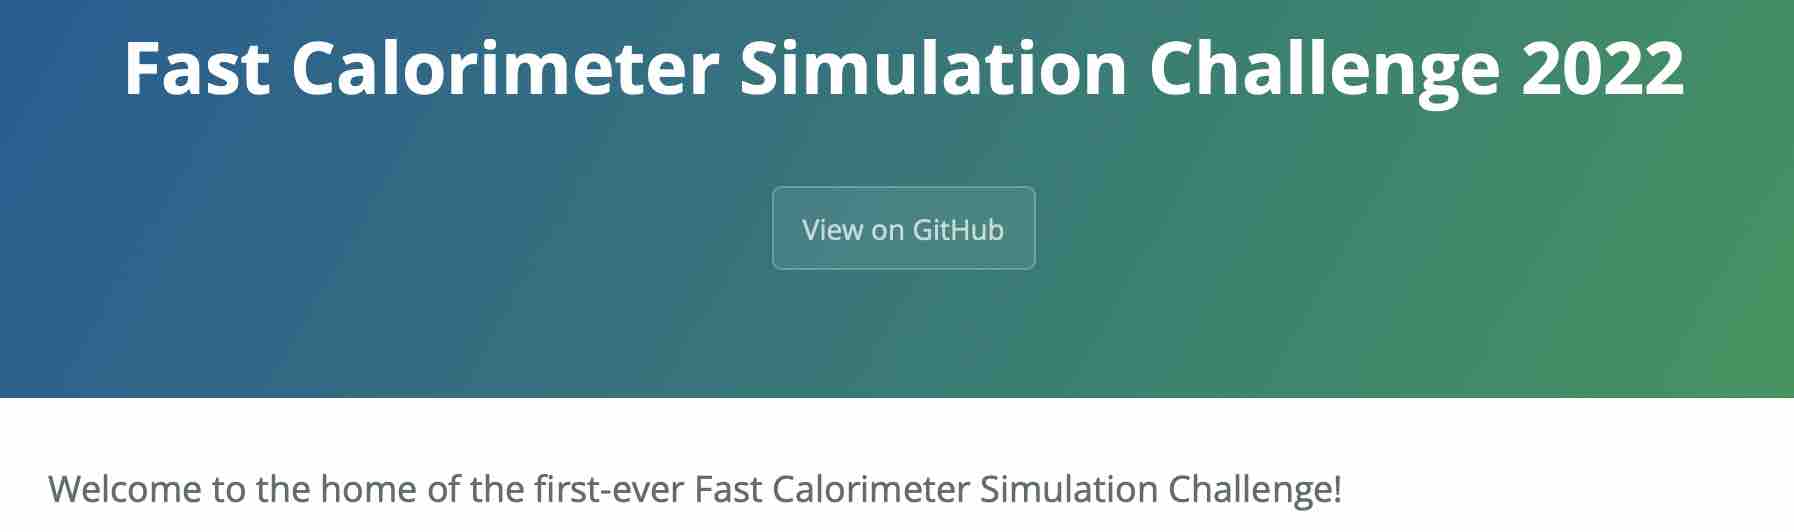 Fast Calorimeter Simulation Challenge 2022
View on GitHub
Welcome to the home of the first-ever Fast Calorimeter Simulation Challenge!